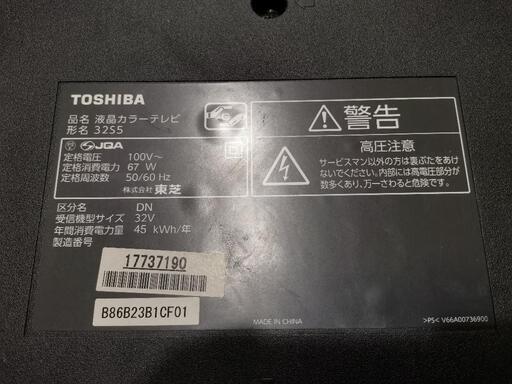 TOSHIBA
品名 液晶カラーテレビ
形名 32S5
JQA
定格電圧 100V～
定格消費電力 67 W
定格周波数 50/60 Hz
株式会社 東芝
区分名 DN
受信機型サイズ 32V
年間消費電力量 45 kWh/年
製造番号
17737190
B86B23B1CF01
警告
高圧注意
サービスマン以外の方は裏ぶたをあけ
ないでください。内部には高電圧部分が
数多くあり、万一さわると危険です。
MADE IN CHINA
>PS< V66A00736900